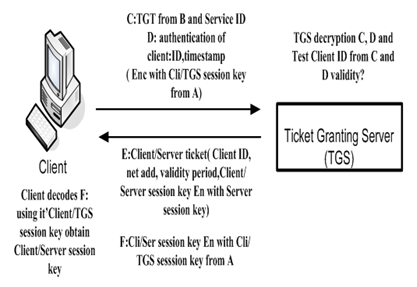 C:TGT from B and Service ID
D: authentication of
client:ID,timestamp
( Enc with Cli/TGS session key
from A)
TGS decryption C, D and
Test Client ID from C and
D validity?
Client
Ticket Granting Server
(TGS)
E:Client/Server ticket( Client ID,
net add, validity period,Client/
Server session key En with Server
session key)
Client decodes F:
using it'Client/TGS
session key obtain
Client/Server session
key
F:Cli/Ser session key En with Cli/
TGS sesssion key from A